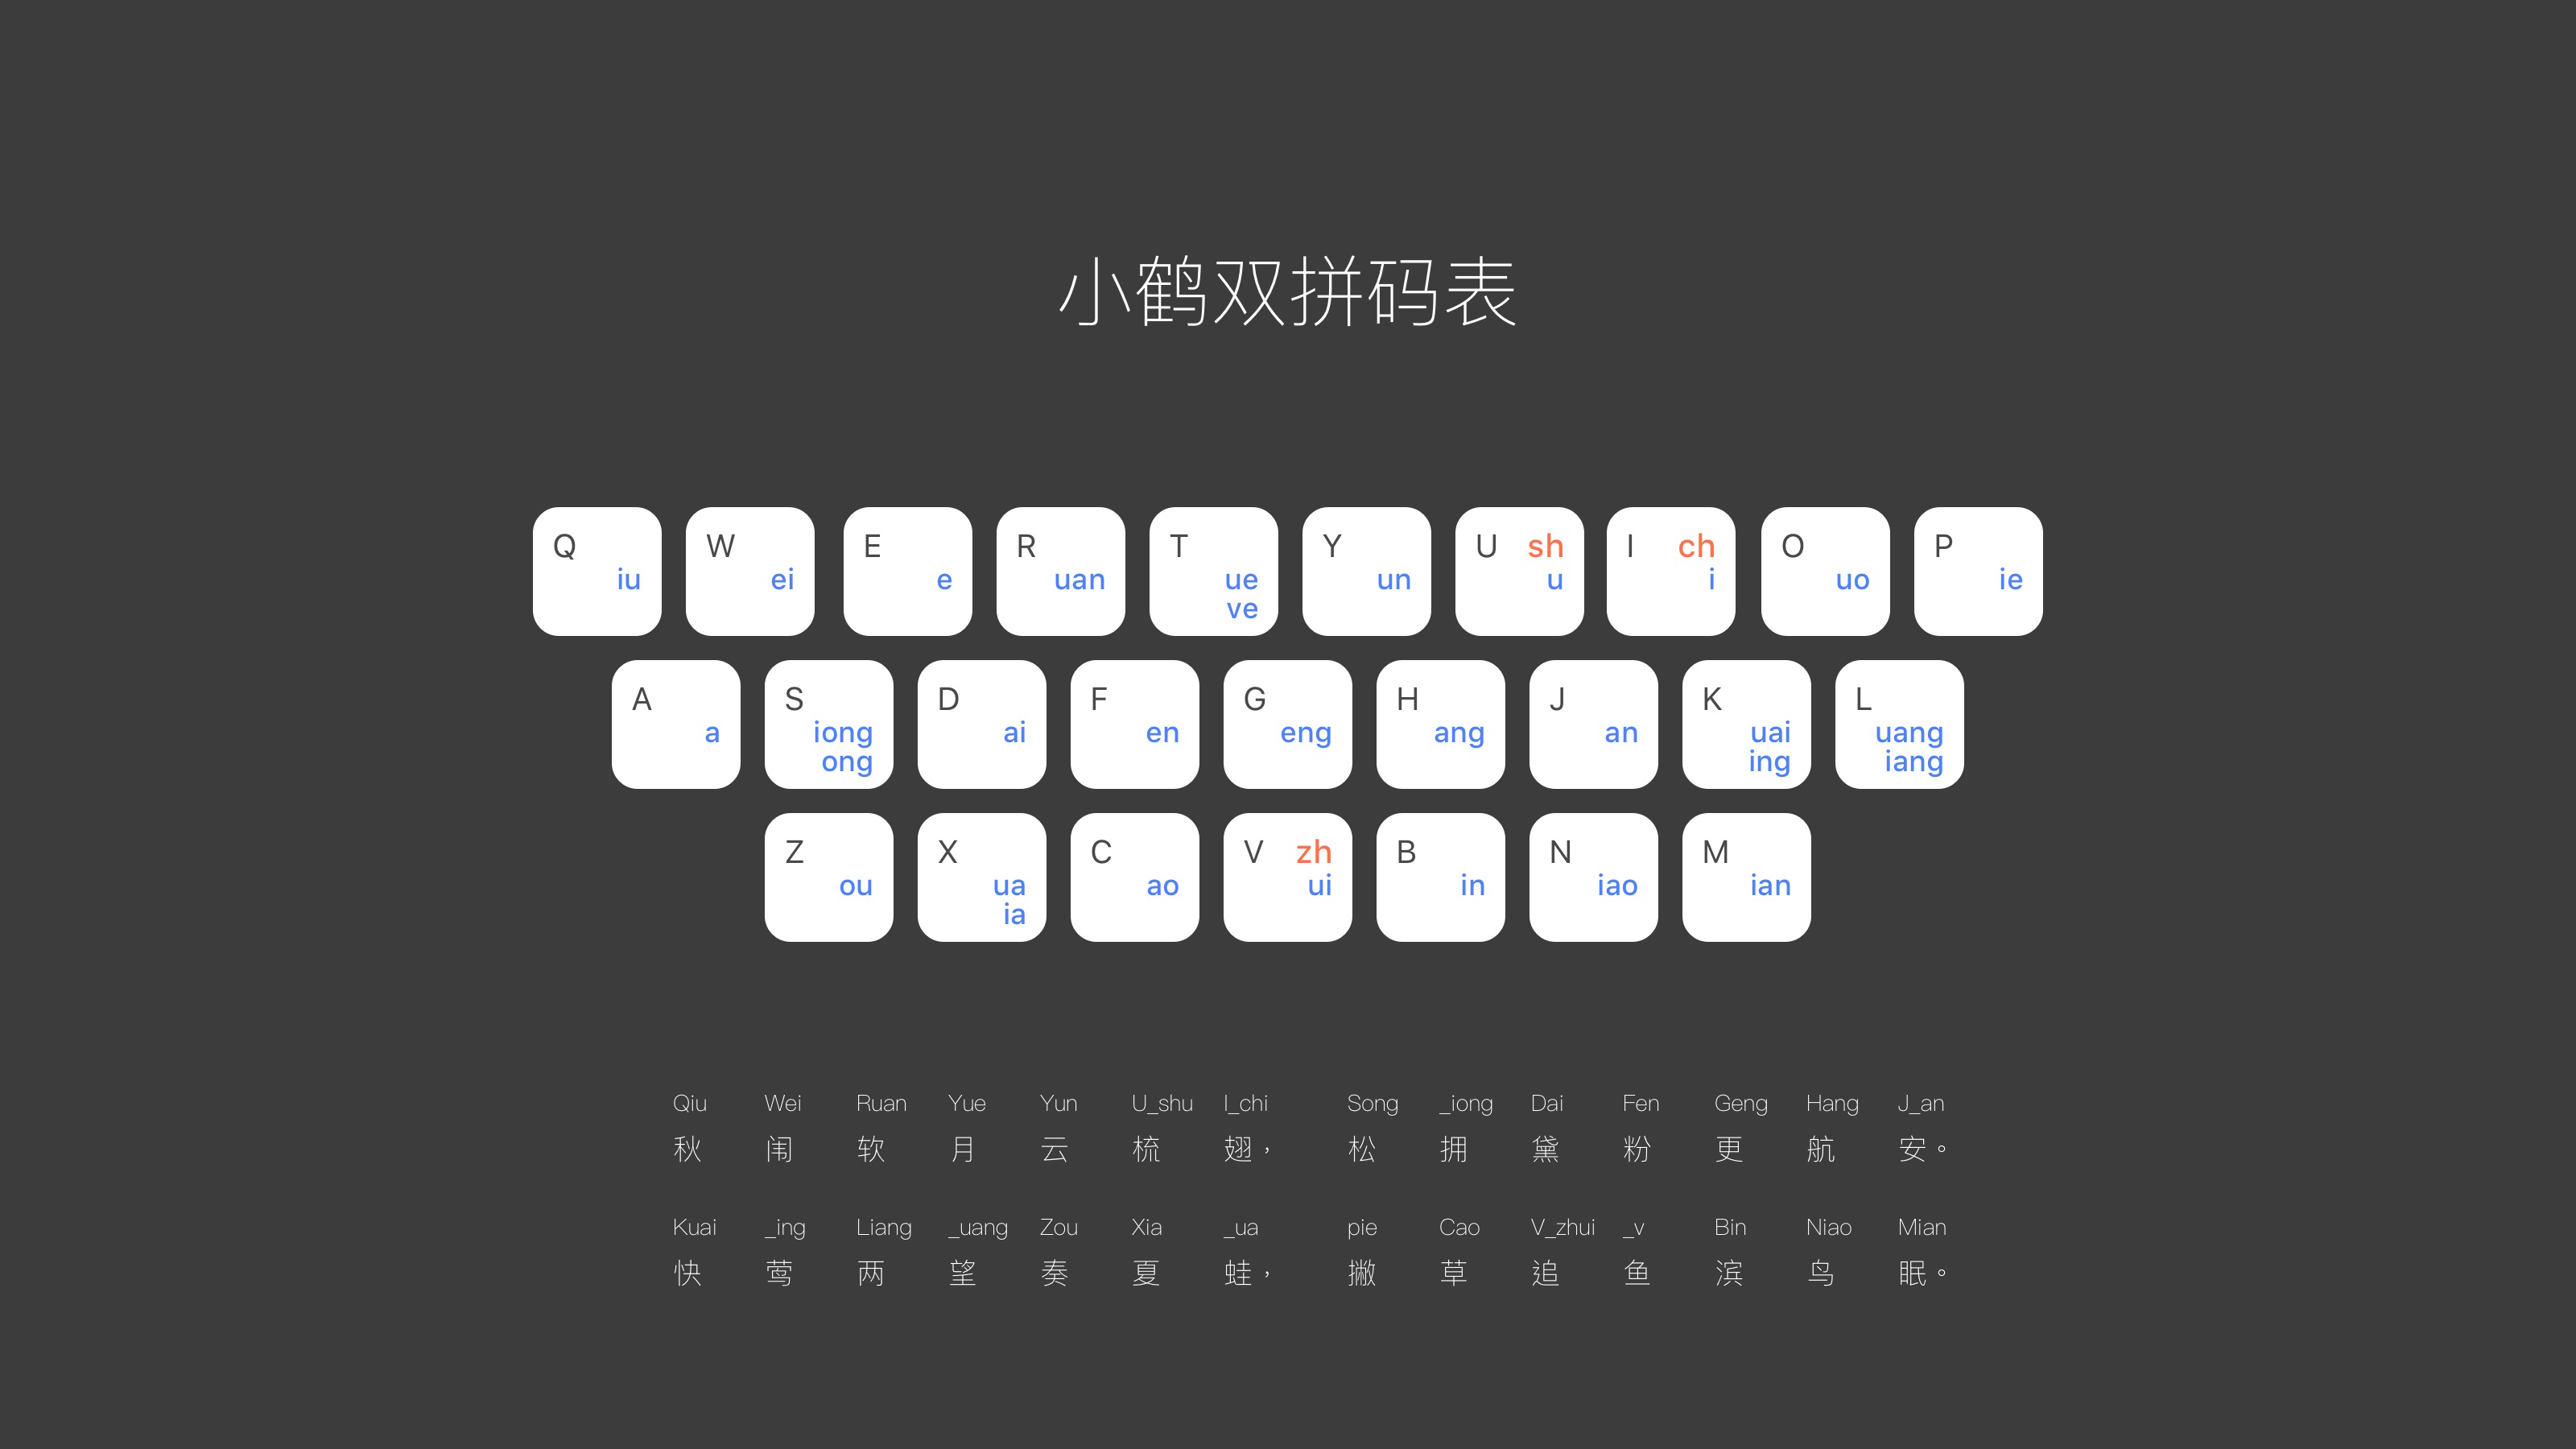 小鹤双拼码表
Q iu W ei E e R uan T ue ve Y un U sh u I ch i O uo P ie
A a S iong ong D ai F en G eng H ang J an K uai ing L uang iang
Z ou X ua ia C ao V zh ui B in N iao M ian
Qiu Wei Ruan Yue Yun U_shu I_chi Song _iong Dai Fen Geng Hang J_an
秋 闱 软 月 云 梳 翅， 松 拥 黛 粉 更 航 安。
Kuai _ing Liang _uang Zou Xia _ua pie Cao V_zhui _v Bin Niao Mian
快 莺 两 望 奏 夏 蛙， 撇 草 追 鱼 滨 鸟 眠。